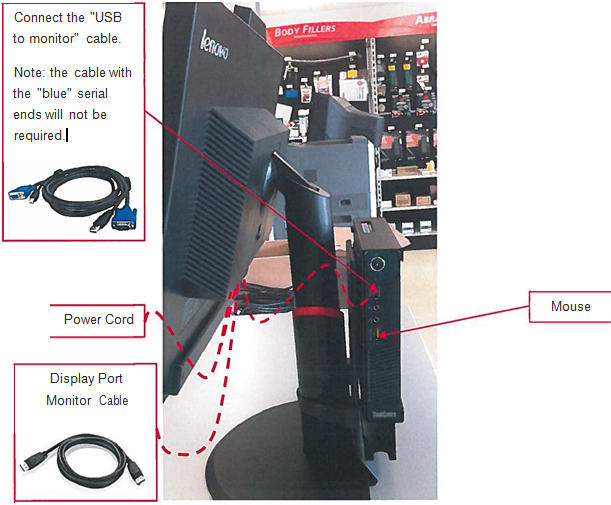 Connect the "USB
to monitor" cable.
Note: the cable with
the "blue" serial
ends will not be
required.
lenovo
BODY FILLERS
ABRA
Power Cord
Mouse
Display Port
Monitor Cable
ThinkCentre